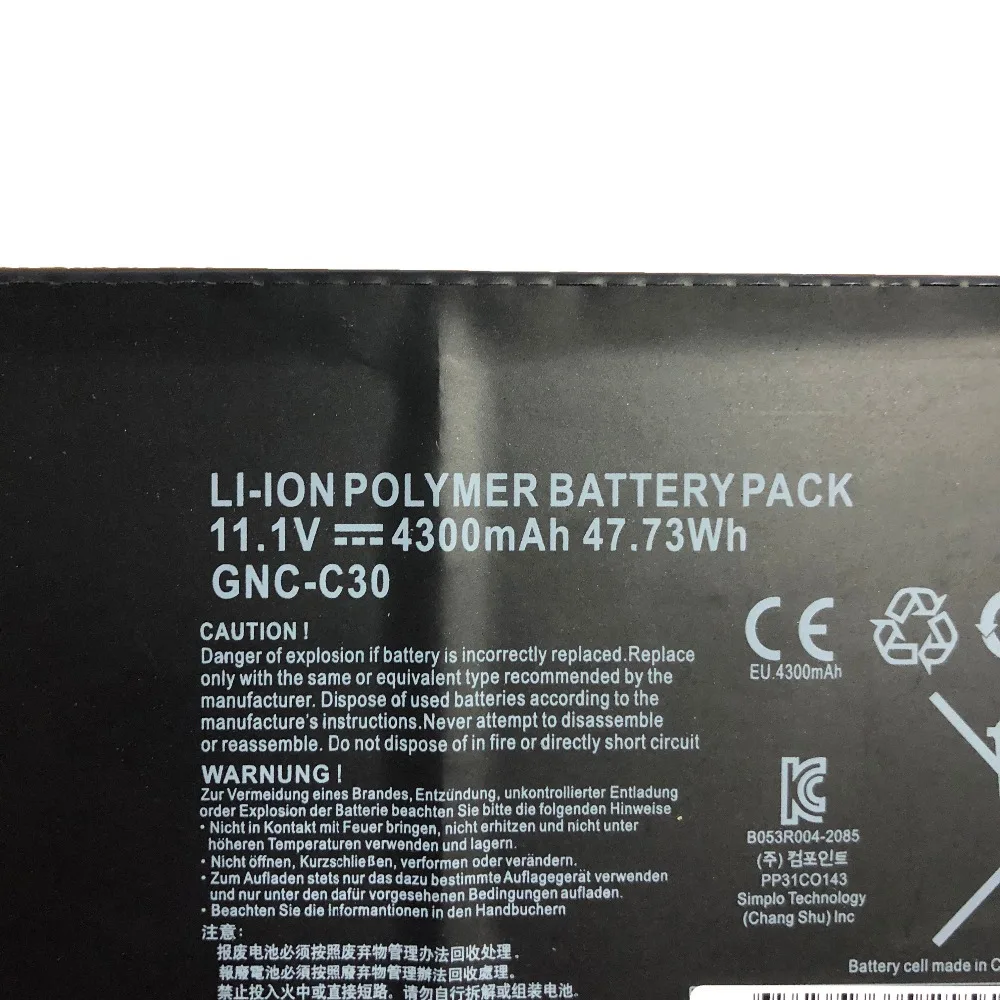 LI-ION POLYMER BATTERY PACK
11.1V ⎓ 4300mAh 47.73Wh
GNC-C30
CAUTION !
Danger of explosion if battery is incorrectly replaced.Replace
only with the same or equivalent type recommended by the
manufacturer. Dispose of used batteries according to the
manufacture's instructions.Never attempt to disassemble
or reassemble. Do not dispose of in fire or directly short circuit
WARNUNG !
Zur Vermeidung eines Brandes, Entzündung, unkontrollierter Entladung
order Explosion der Batterie beachten Sie bitte die folgenden Hinweise
• Nicht in Kontakt mit Feuer bringen, nicht erhitzen und nicht unter
höheren Temperaturen verwenden und lagern.
• Nicht öffnen, Kurzschließen, verformen oder verändern.
• Zum Aufladen stets nur das dazu bestimmte Auflagegerät verwenden
und nur unter den dafür vorgesehenen Bedingungen aufladen.
• Beachten Sie die Informationen in den Handbuchern
注意:
报废电池必须按照废弃物管理办法回收处理.
報廢電池必須按照廢弃物管理辦法回收處理.
禁止投入火中或直接短路. 请勿自行拆解或组装电池.
CE
EU.4300mAh
KC
B053R004-2085
(주) 컴포인트
PP31CO143
Simplo Technology
(Chang Shu) Inc
Battery cell made in C